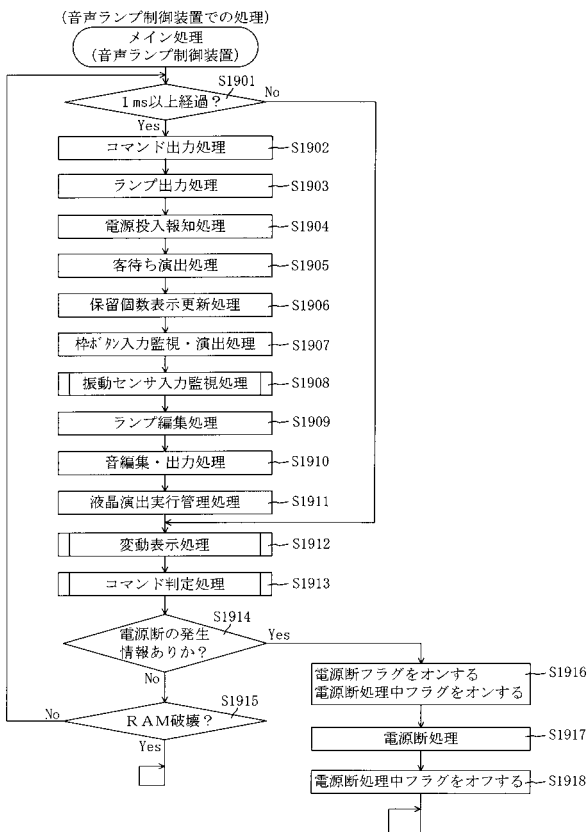 (音声ランプ制御装置での処理)
メイン処理
(音声ランプ制御装置)
S1901
1ms以上経過?
No
Yes
コマンド出力処理
S1902
ランプ出力処理
S1903
電源投入報知処理
S1904
客待ち演出処理
S1905
保留個数表示更新処理
S1906
枠ボタン入力監視・演出処理
S1907
振動センサ入力監視処理
S1908
ランプ編集処理
S1909
音編集・出力処理
S1910
液晶演出実行管理処理
S1911
変動表示処理
S1912
コマンド判定処理
S1913
S1914
電源断の発生
情報ありか?
Yes
No
S1915
RAM破壊?
No
Yes
電源断フラグをオンする
電源断処理中フラグをオンする
S1916
電源断処理
S1917
電源断処理中フラグをオフする
S1918